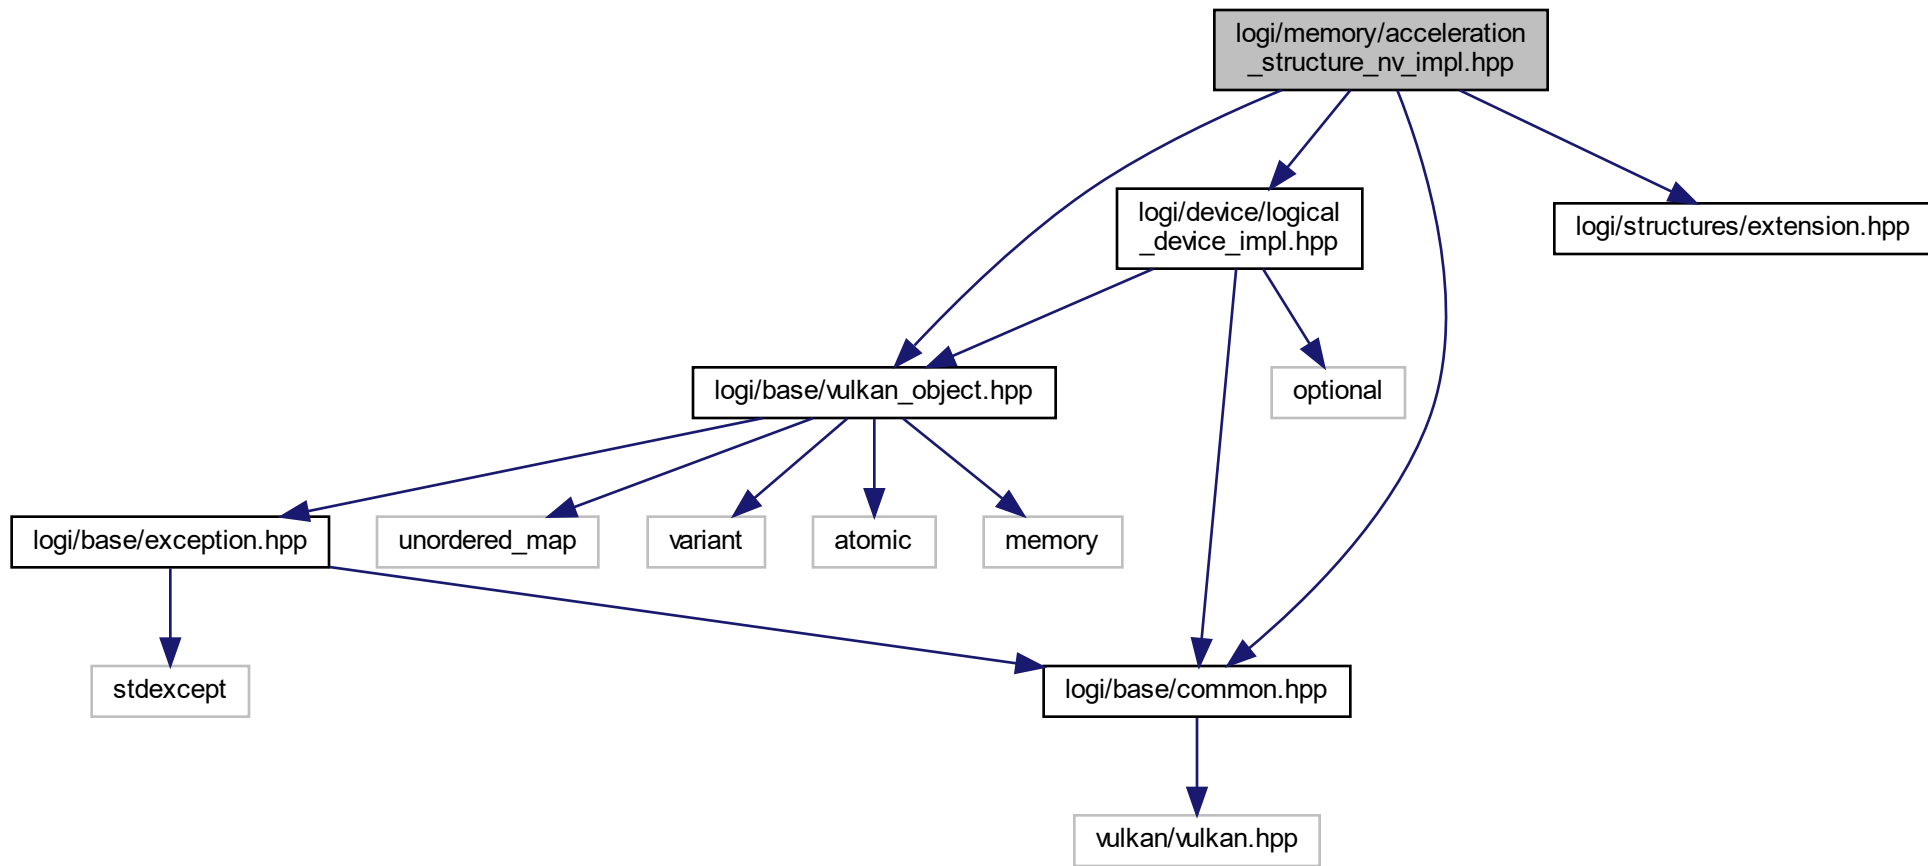 logi/memory/acceleration
_structure_nv_impl.hpp
logi/device/logical
_device_impl.hpp
logi/structures/extension.hpp
logi/base/vulkan_object.hpp
optional
logi/base/exception.hpp
unordered_map
variant
atomic
memory
stdexcept
logi/base/common.hpp
vulkan/vulkan.hpp